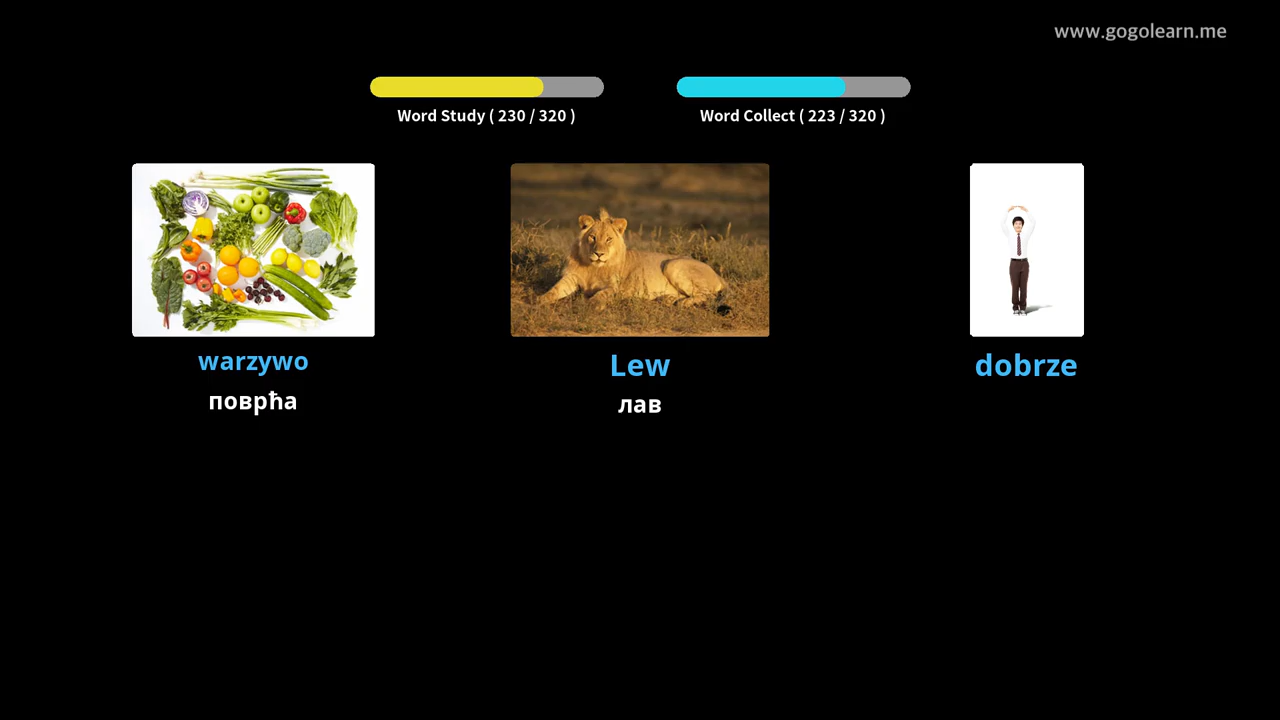 www.gogolearn.me
Word Study ( 230 / 320 )
Word Collect ( 223 / 320 )
warzywo
поврћа
Lew
лав
dobrze